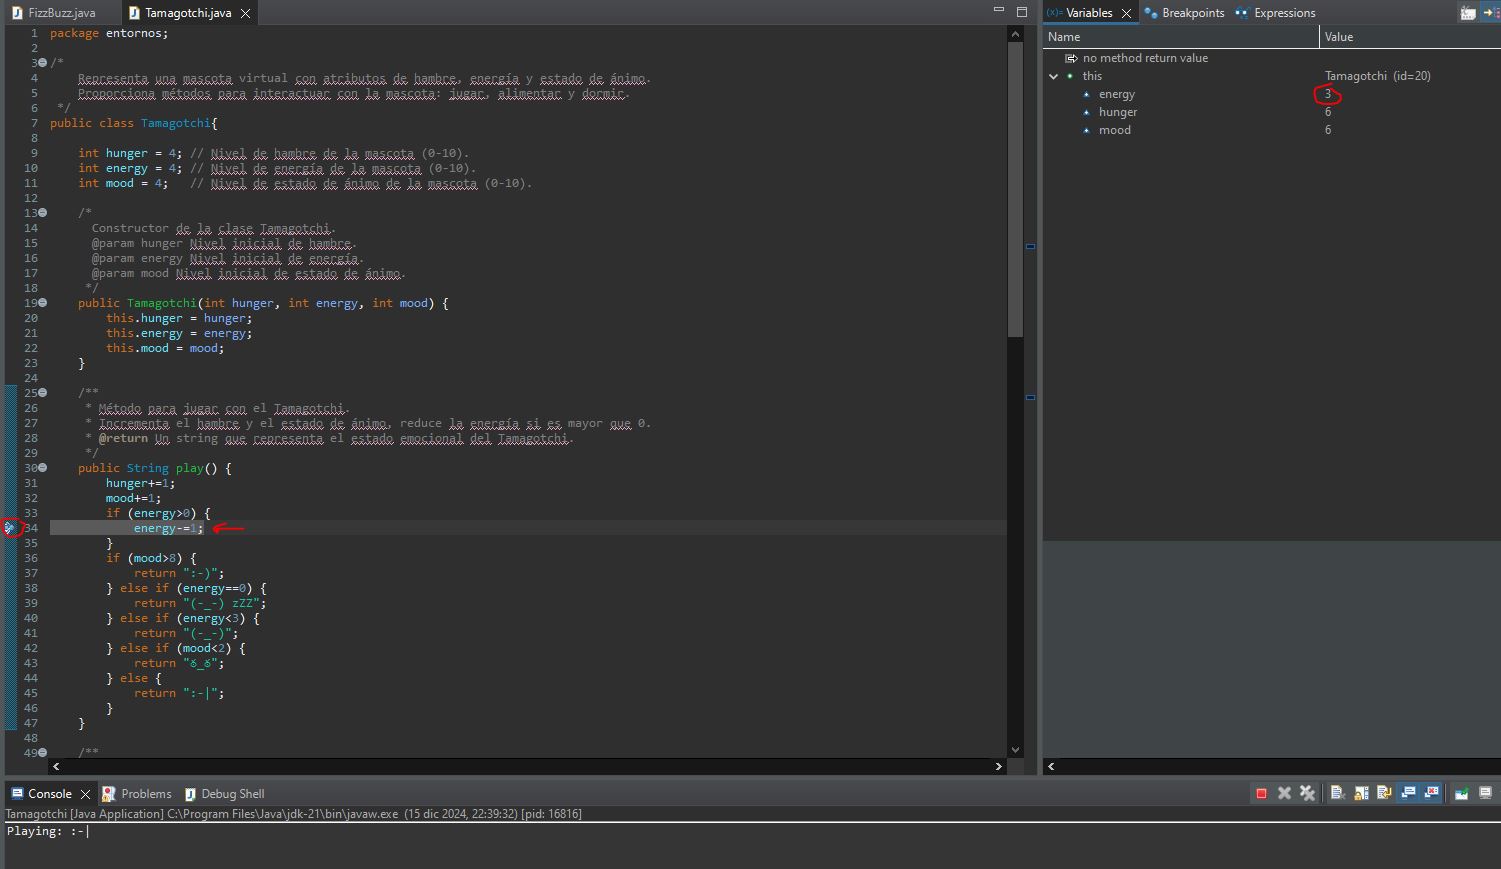 FizzBuzz.java
Tamagotchi.java
1 package entornos;
2
3 /*
4 Representa una mascota virtual con atributos de hambre, energía y estado de ánimo.
5 Proporciona métodos para interactuar con la mascota: jugar, alimentar y dormir.
6 */
7 public class Tamagotchi{
8
9 int hunger = 4; // Nivel de hambre de la mascota (0-10).
10 int energy = 4; // Nivel de energía de la mascota (0-10).
11 int mood = 4;   // Nivel de estado de ánimo de la mascota (0-10).
12
13 /*
14 Constructor de la clase Tamagotchi.
15 @param hunger Nivel inicial de hambre.
16 @param energy Nivel inicial de energía.
17 @param mood Nivel inicial de estado de ánimo.
18 */
19 public Tamagotchi(int hunger, int energy, int mood) {
20 this.hunger = hunger;
21 this.energy = energy;
22 this.mood = mood;
23 }
24
25 /**
26 * Método para jugar con el Tamagotchi.
27 * Incrementa el hambre y el estado de ánimo, reduce la energía si es mayor que 0.
28 * @return Un string que representa el estado emocional del Tamagotchi.
29 */
30 public String play() {
31 hunger+=1;
32 mood+=1;
33 if (energy>0) {
34 energy-=1;
35 }
36 if (mood>8) {
37 return ":-)";
38 } else if (energy==0) {
39 return "(-_-) zZZ";
40 } else if (energy<3) {
41 return "(-_-)";
42 } else if (mood<2) {
43 return "ಠ_ಠ";
44 } else {
45 return ":-|";
46 }
47 }
48
49 /**
(x)= Variables
Breakpoints
Expressions
Name Value
no method return value
this Tamagotchi (id=20)
energy 3
hunger 6
mood 6
Console
Problems
Debug Shell
Tamagotchi [Java Application] C:\Program Files\Java\jdk-21\bin\javaw.exe (15 dic 2024, 22:39:32) [pid: 16816]
Playing: :-|